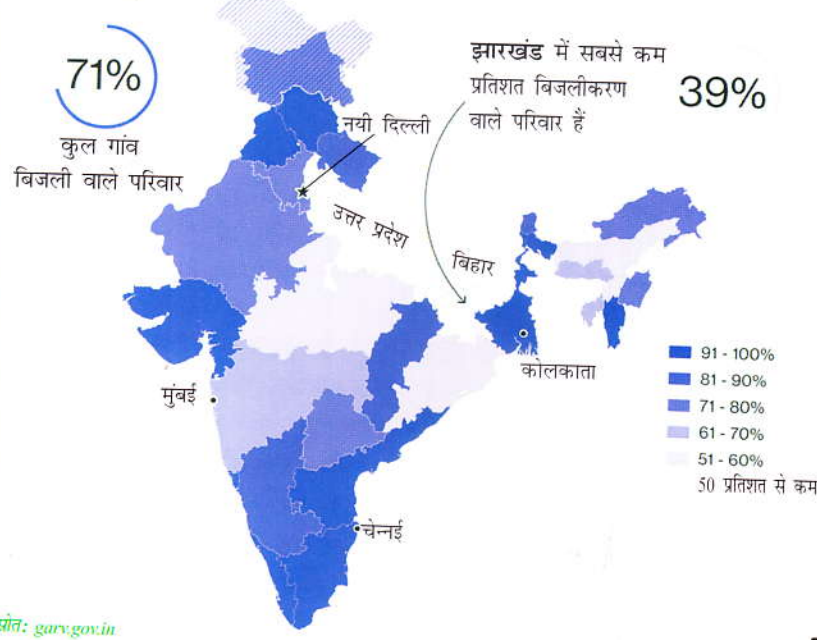 71%
कुल गांव
बिजली वाले परिवार
झारखंड में सबसे कम
प्रतिशत बिजलीकरण
वाले परिवार हैं
39%
नयी दिल्ली
उत्तर प्रदेश
बिहार
कोलकाता
मुंबई
चेन्नई
91 - 100%
81 - 90%
71 - 80%
61 - 70%
51 - 60%
50 प्रतिशत से कम
स्रोत: garv.gov.in